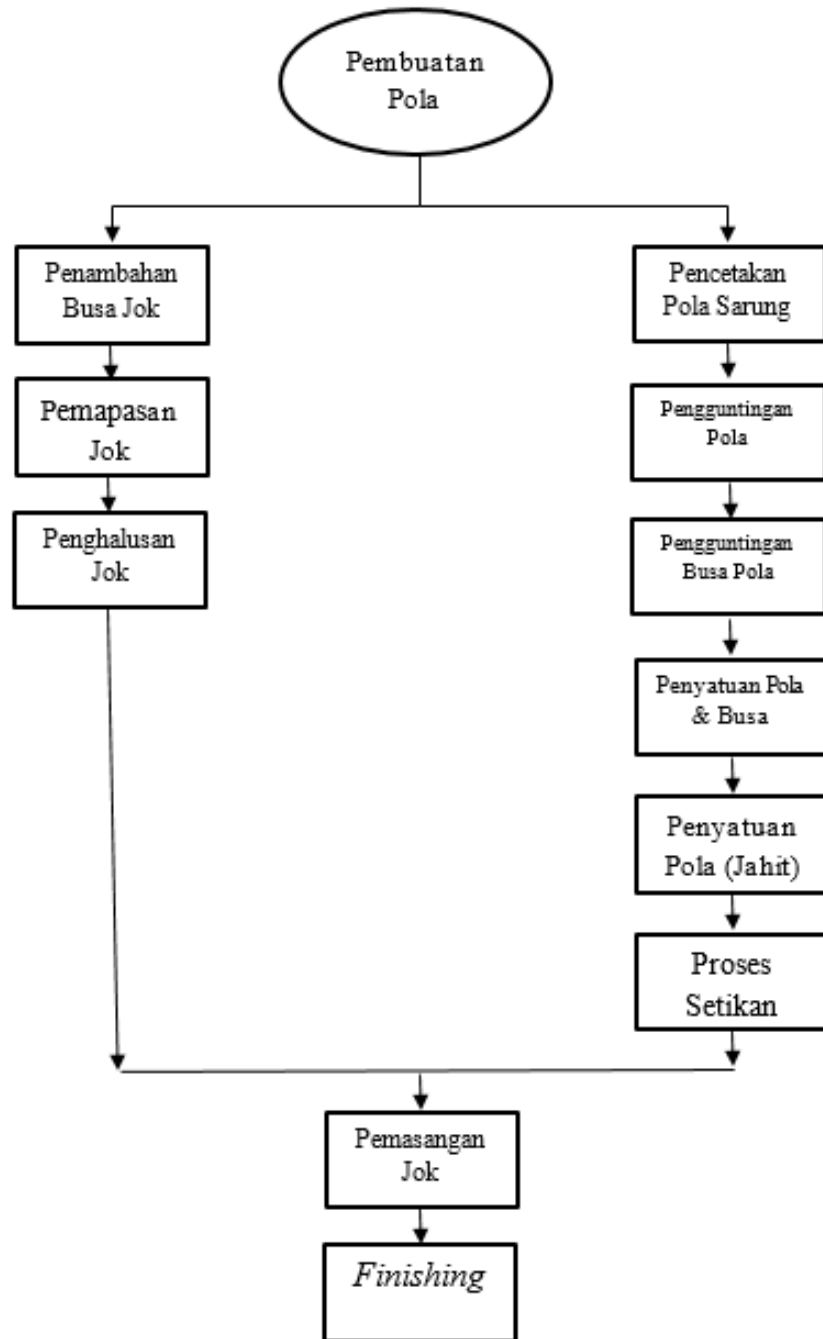 Pembuatan
Pola
Penambahan
Busa Jok
Pemapasan
Jok
Penghalusan
Jok
Pencetakan
Pola Sarung
Pengguntingan
Pola
Pengguntingan
Busa Pola
Penyatuan Pola
& Busa
Penyatuan
Pola (Jahit)
Proses
Setikan
Pemasangan
Jok
Finishing